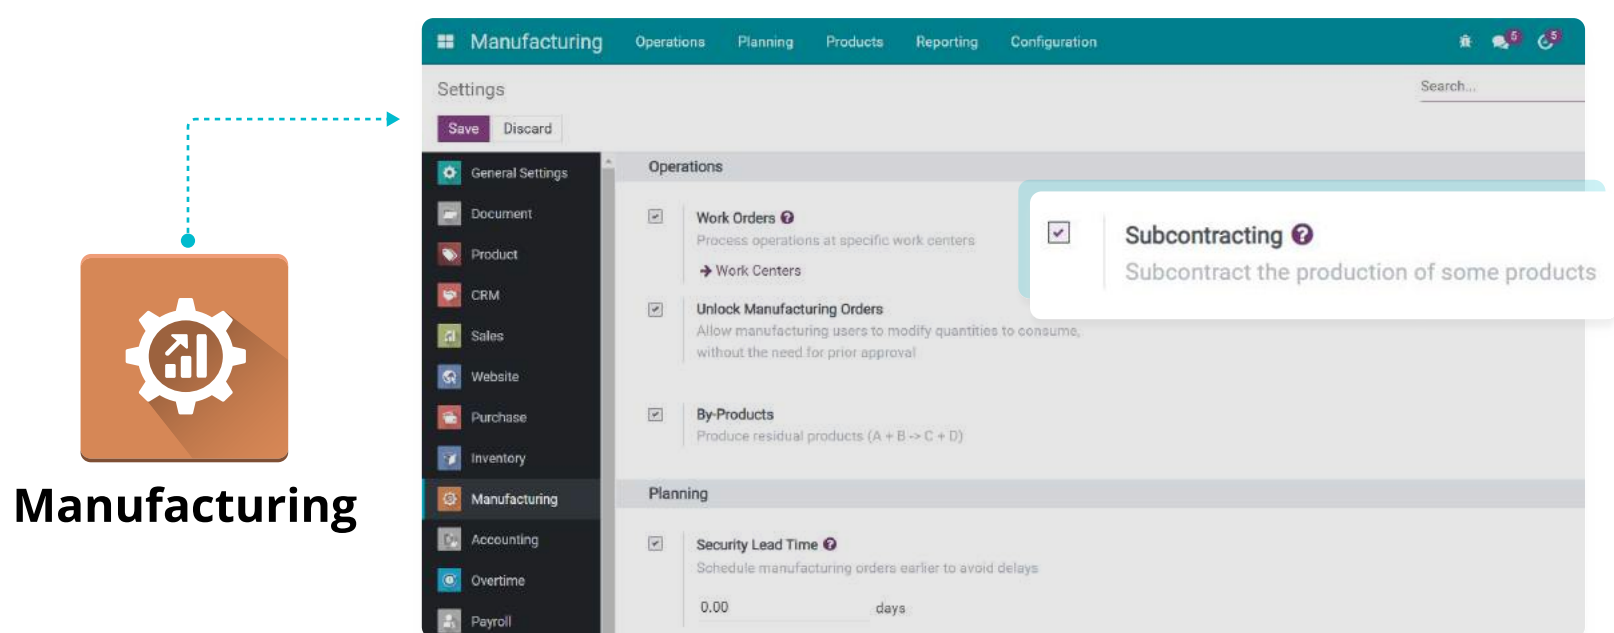 Manufacturing
Manufacturing Operations Planning Products Reporting Configuration 5 5
Settings
Search...
Save Discard
General Settings
Document
Product
CRM
Sales
Website
Purchase
Inventory
Manufacturing
Accounting
Overtime
Payroll
Operations
Work Orders ?
Process operations at specific work centers
Work Centers
Subcontracting ?
Subcontract the production of some products
Unlock Manufacturing Orders
Allow manufacturing users to modify quantities to consume,
without the need for prior approval
By-Products
Produce residual products (A + B -> C + D)
Planning
Security Lead Time ?
Schedule manufacturing orders earlier to avoid delays
0.00 days